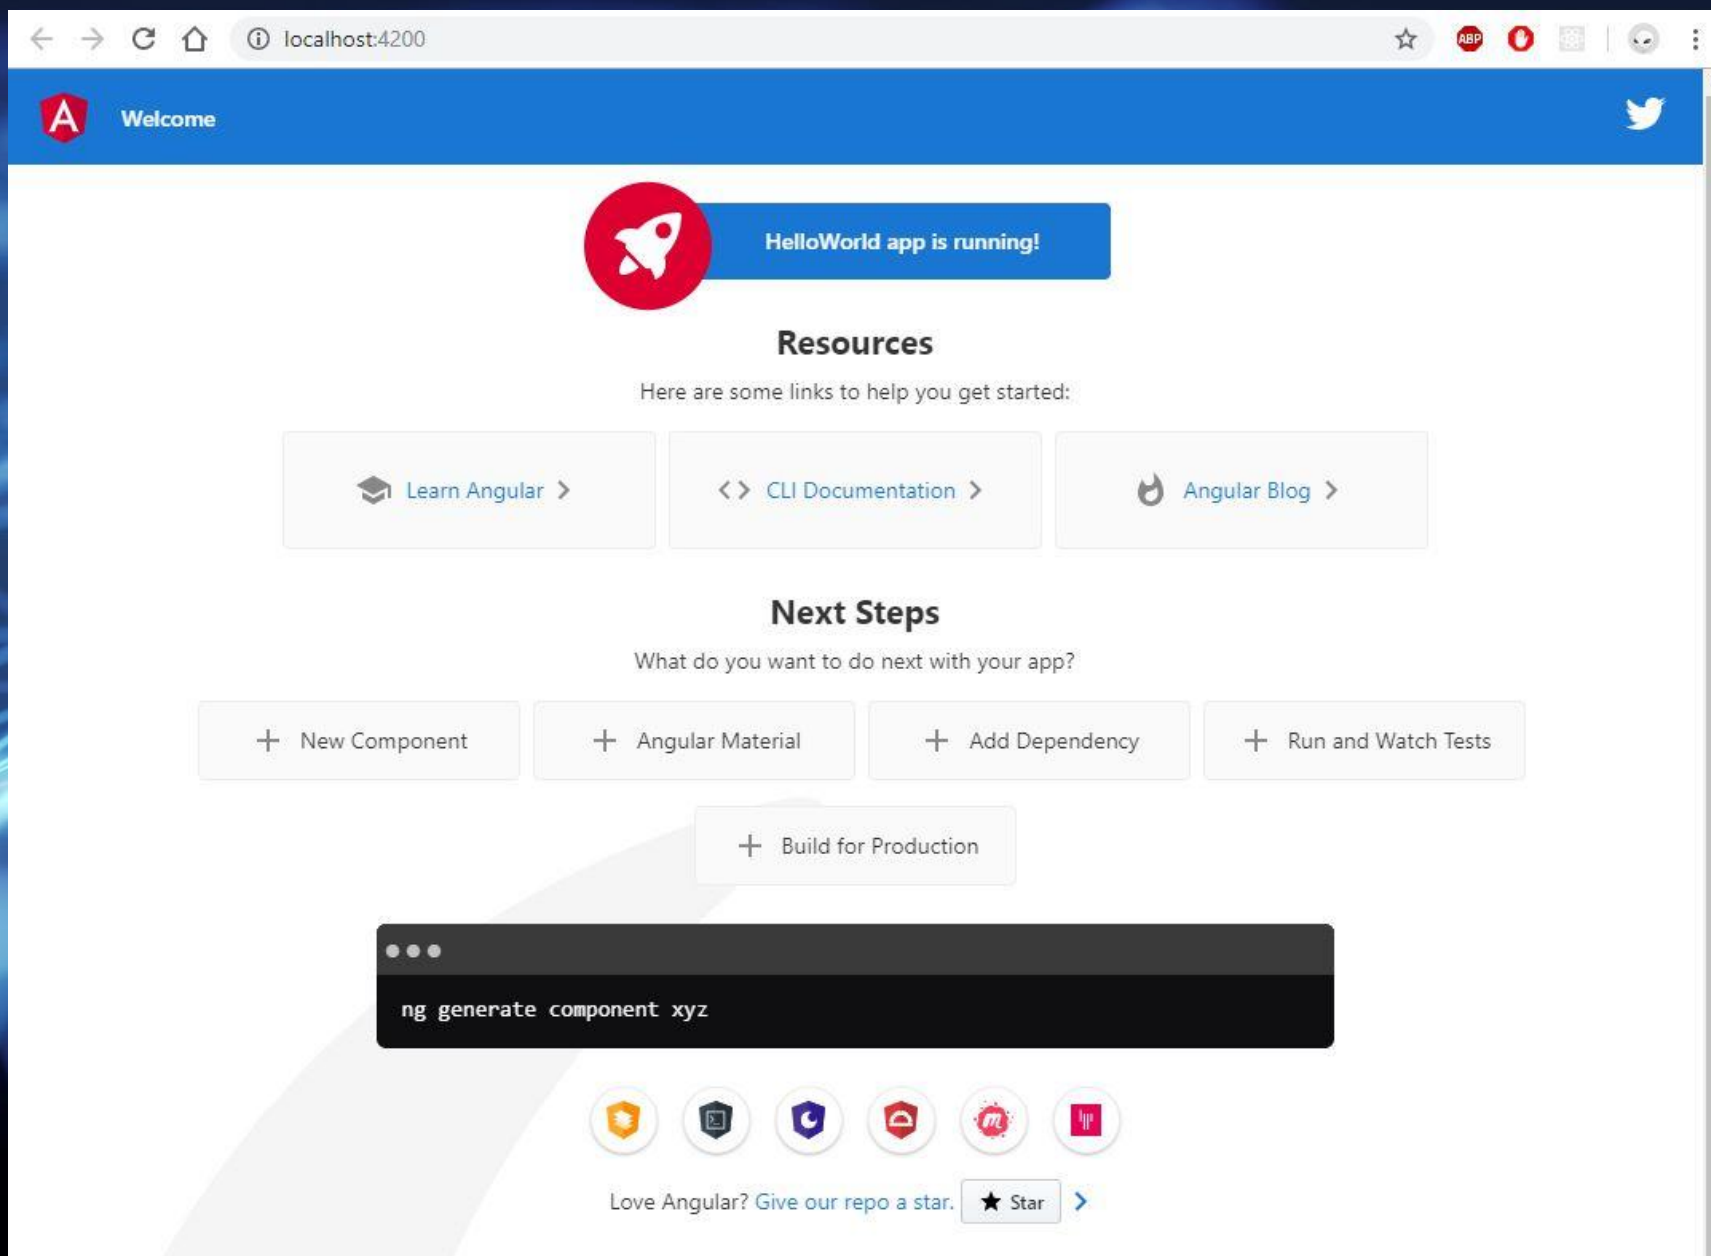 localhost:4200
ABP
A
Welcome
HelloWorld app is running!
Resources
Here are some links to help you get started:
Learn Angular
CLI Documentation
Angular Blog
Next Steps
What do you want to do next with your app?
New Component
Angular Material
Add Dependency
Run and Watch Tests
Build for Production
ng generate component xyz
m
Love Angular? Give our repo a star. Star